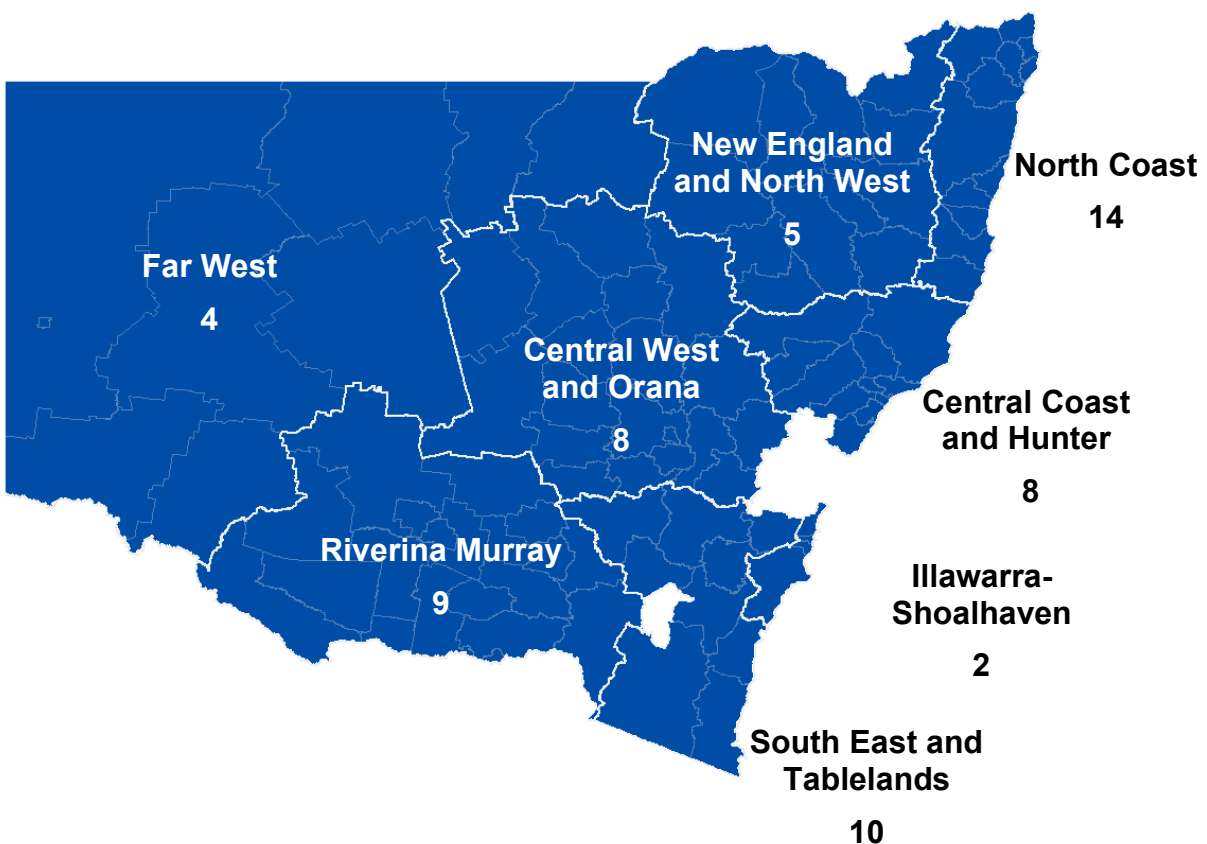 New England
and North West
5
North Coast
14
Far West
4
Central West
and Orana
8
Central Coast
and Hunter
8
Riverina Murray
9
Illawarra-
Shoalhaven
2
South East and
Tablelands
10